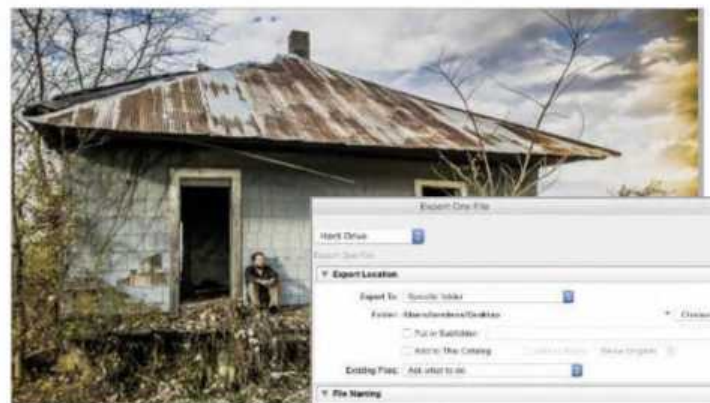 Export One File
Hard Drive
Export One File
▼ Export Location
Export To: Specific folder
Folder:
Choose
Put in Subfolder:
Add to This Catalog
Existing Files: Ask what to do
▼ File Naming